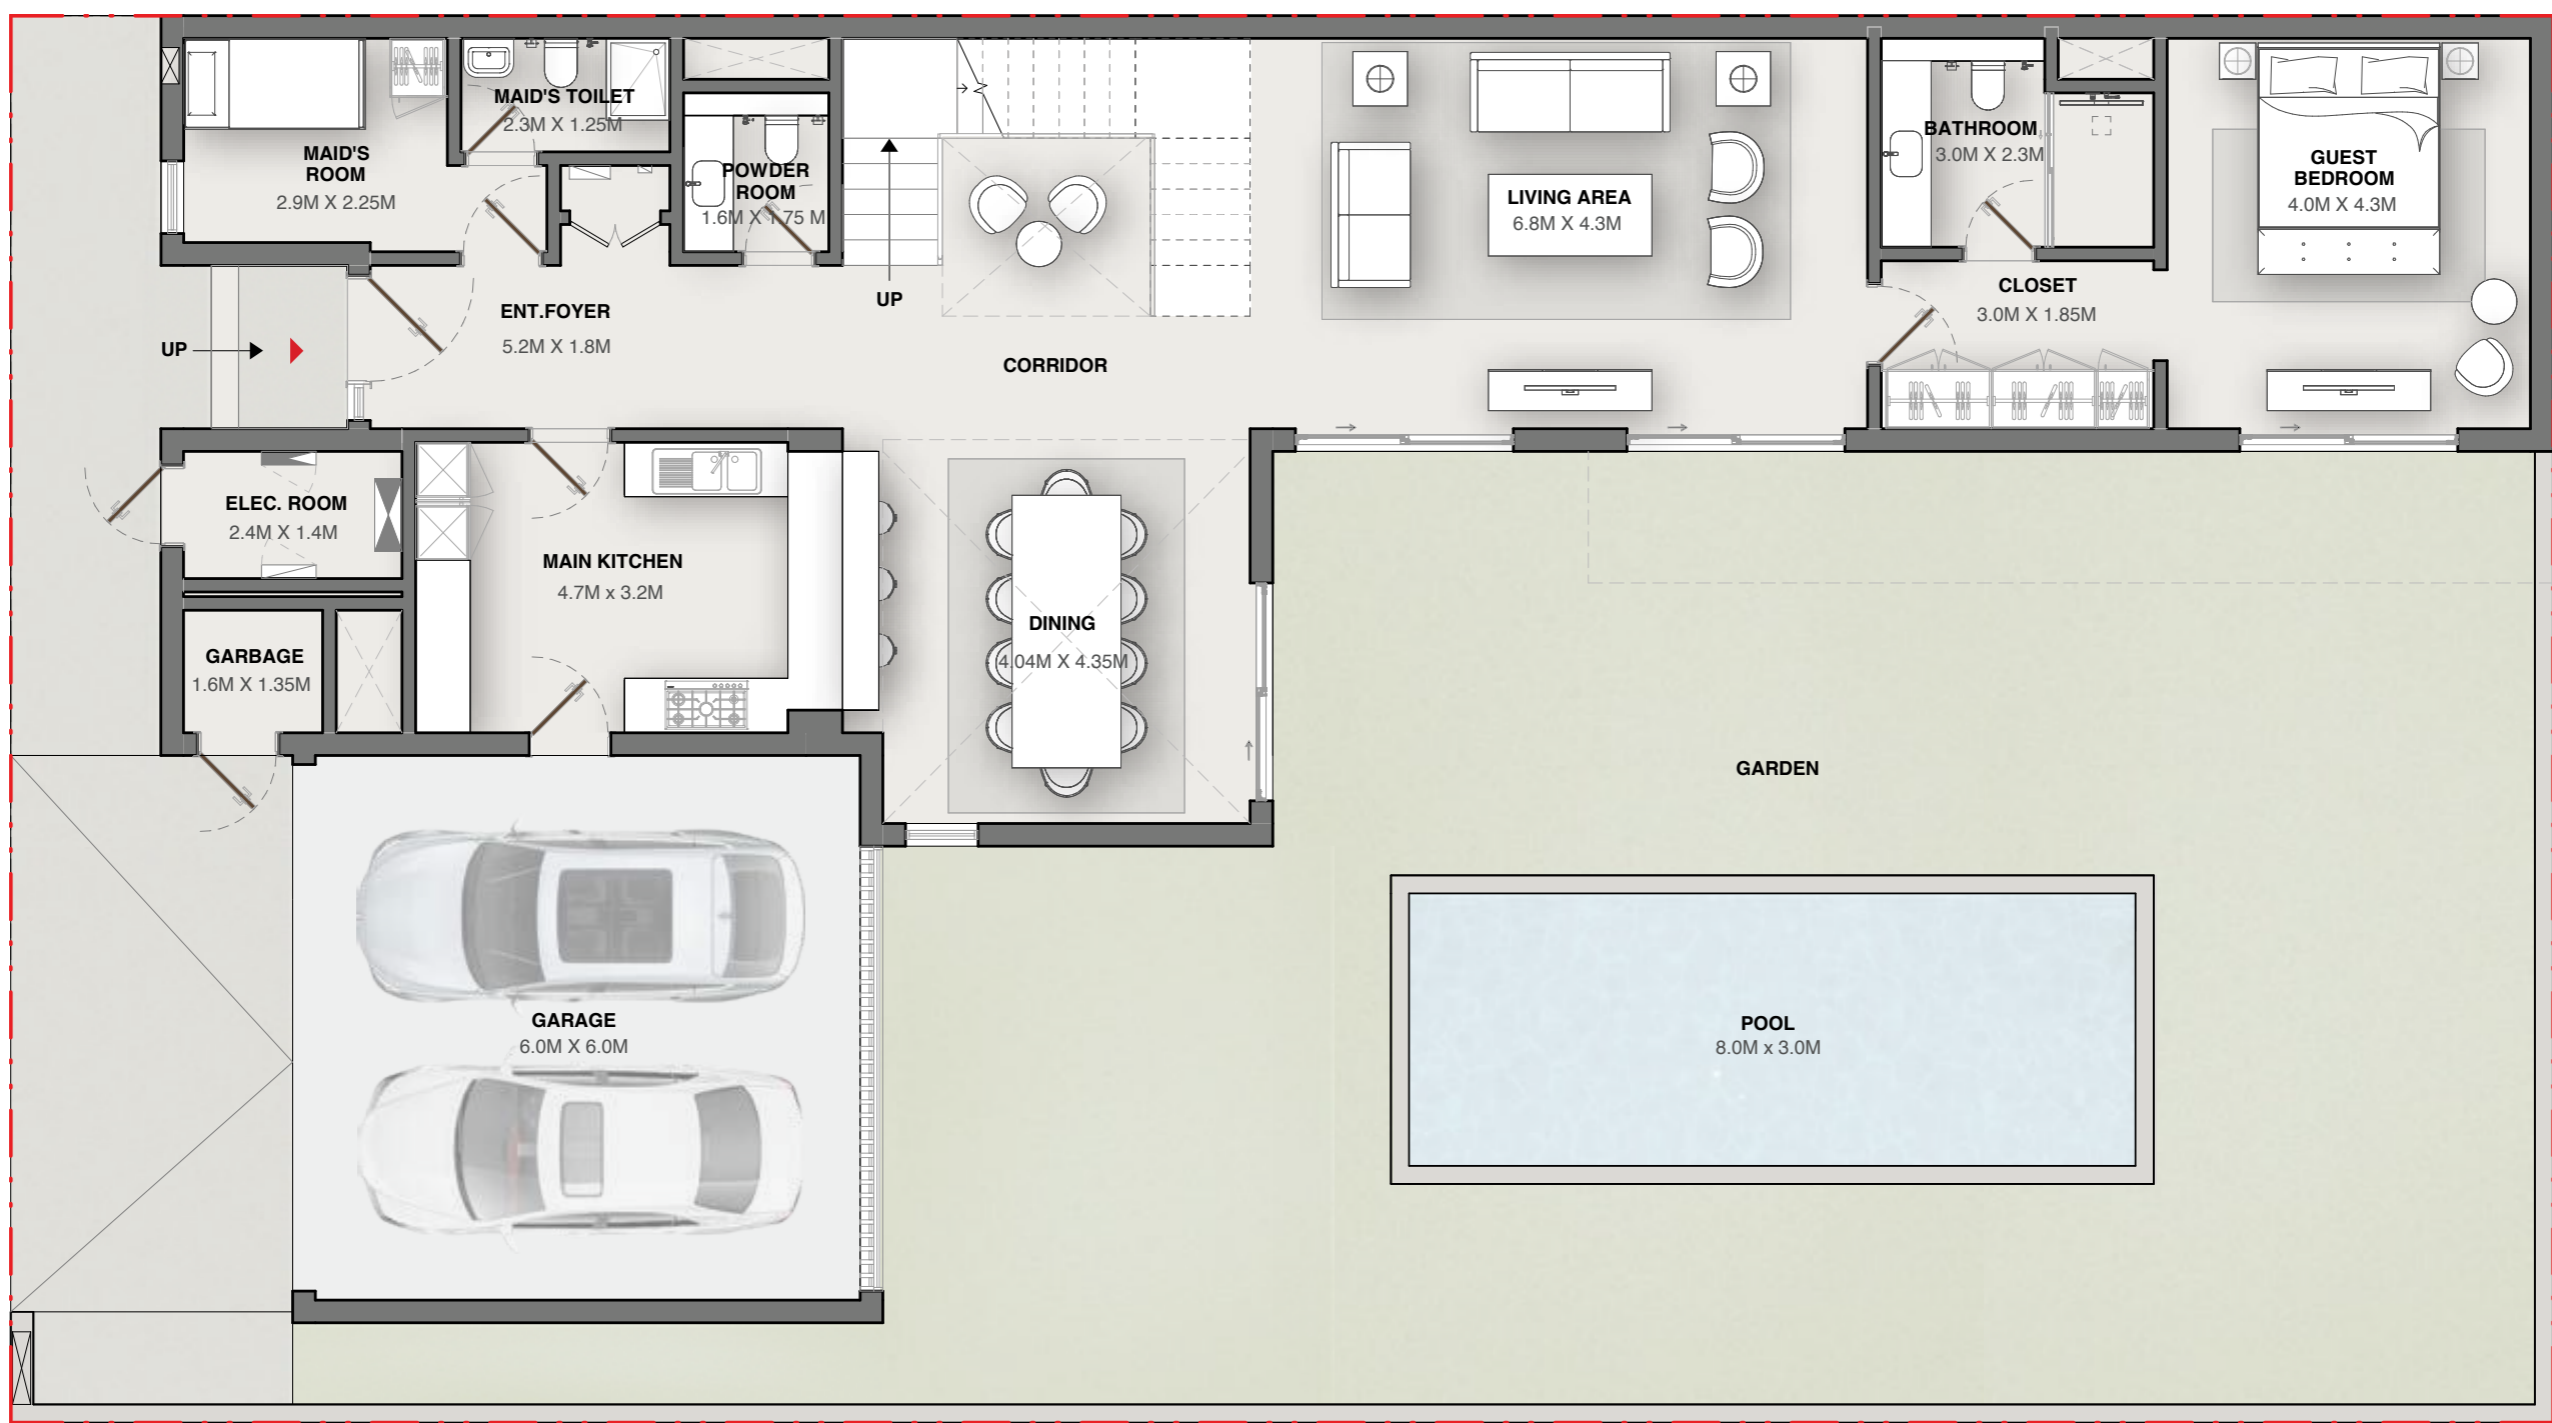 MAID'S
ROOM
2.9M X 2.25M
MAID'S TOILET
2.3M X 1.25M
POWDER
ROOM
1.6M X 1.75 M
UP
LIVING AREA
6.8M X 4.3M
BATHROOM
3.0M X 2.3M
GUEST
BEDROOM
4.0M X 4.3M
CLOSET
3.0M X 1.85M
UP
ENT.FOYER
5.2M X 1.8M
CORRIDOR
ELEC. ROOM
2.4M X 1.4M
MAIN KITCHEN
4.7M x 3.2M
DINING
4.04M X 4.35M
GARBAGE
1.6M X 1.35M
GARDEN
GARAGE
6.0M X 6.0M
POOL
8.0M x 3.0M